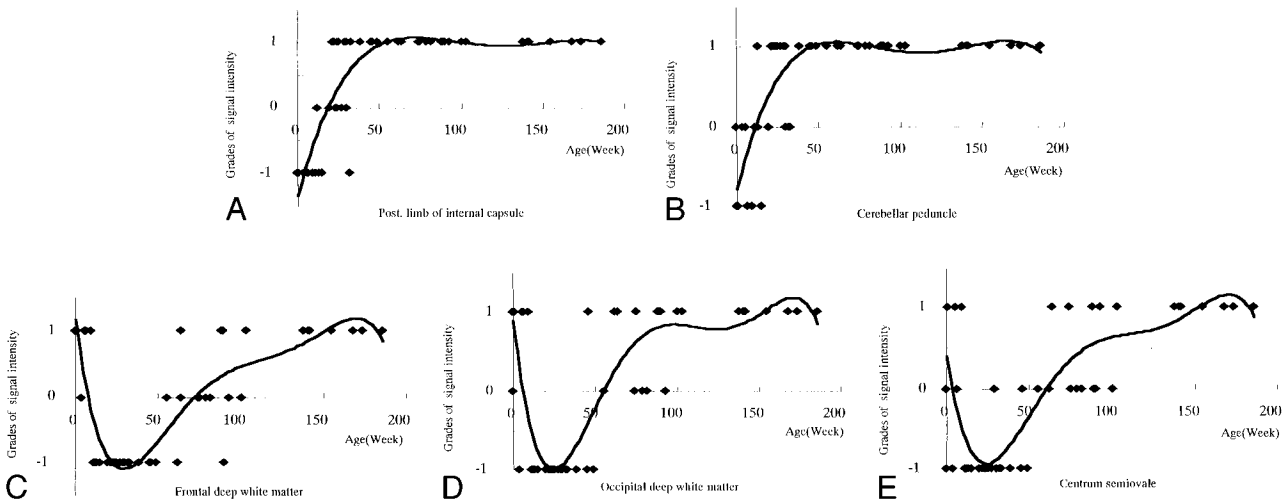 Grades of signal intensity
1
0
-1
0 50 100 150 200
Age(Week)
A
Post. limb of internal capsule
Grades of signal intensity
1
0
-1
0 50 100 150 200
Age(Week)
B
Cerebellar peduncle
Grades of signal intensity
1
0
-1
0 50 100 150 200
Age(Week)
C
Frontal deep white matter
Grades of signal intensity
1
0
-1
0 50 100 150 200
Age(Week)
D
Occipital deep white matter
Grades of signal intensity
1
0
-1
0 50 100 150 200
Age(Week)
E
Centrum semiovale